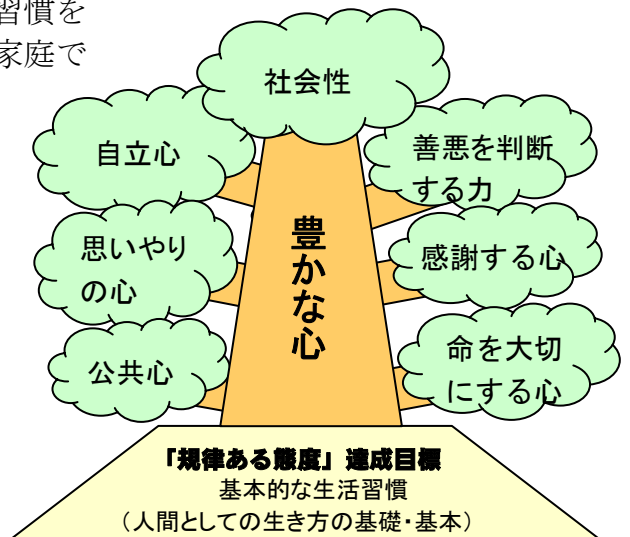 習慣を
家庭で
社会性
自立心
善悪を判断
する力
思いやり
の心
豊かな心
感謝する心
公共心
命を大切
にする心
「規律ある態度」達成目標
基本的な生活習慣
（人間としての生き方の基礎・基本）